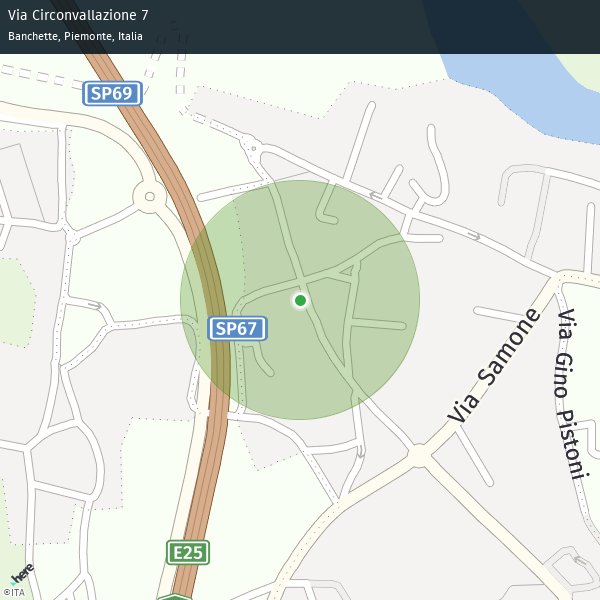 Via Circonvallazione 7
Banchette, Piemonte, Italia
SP69
SP67
Via Samone
Via Gino Pistoni
E25
here
©ITA